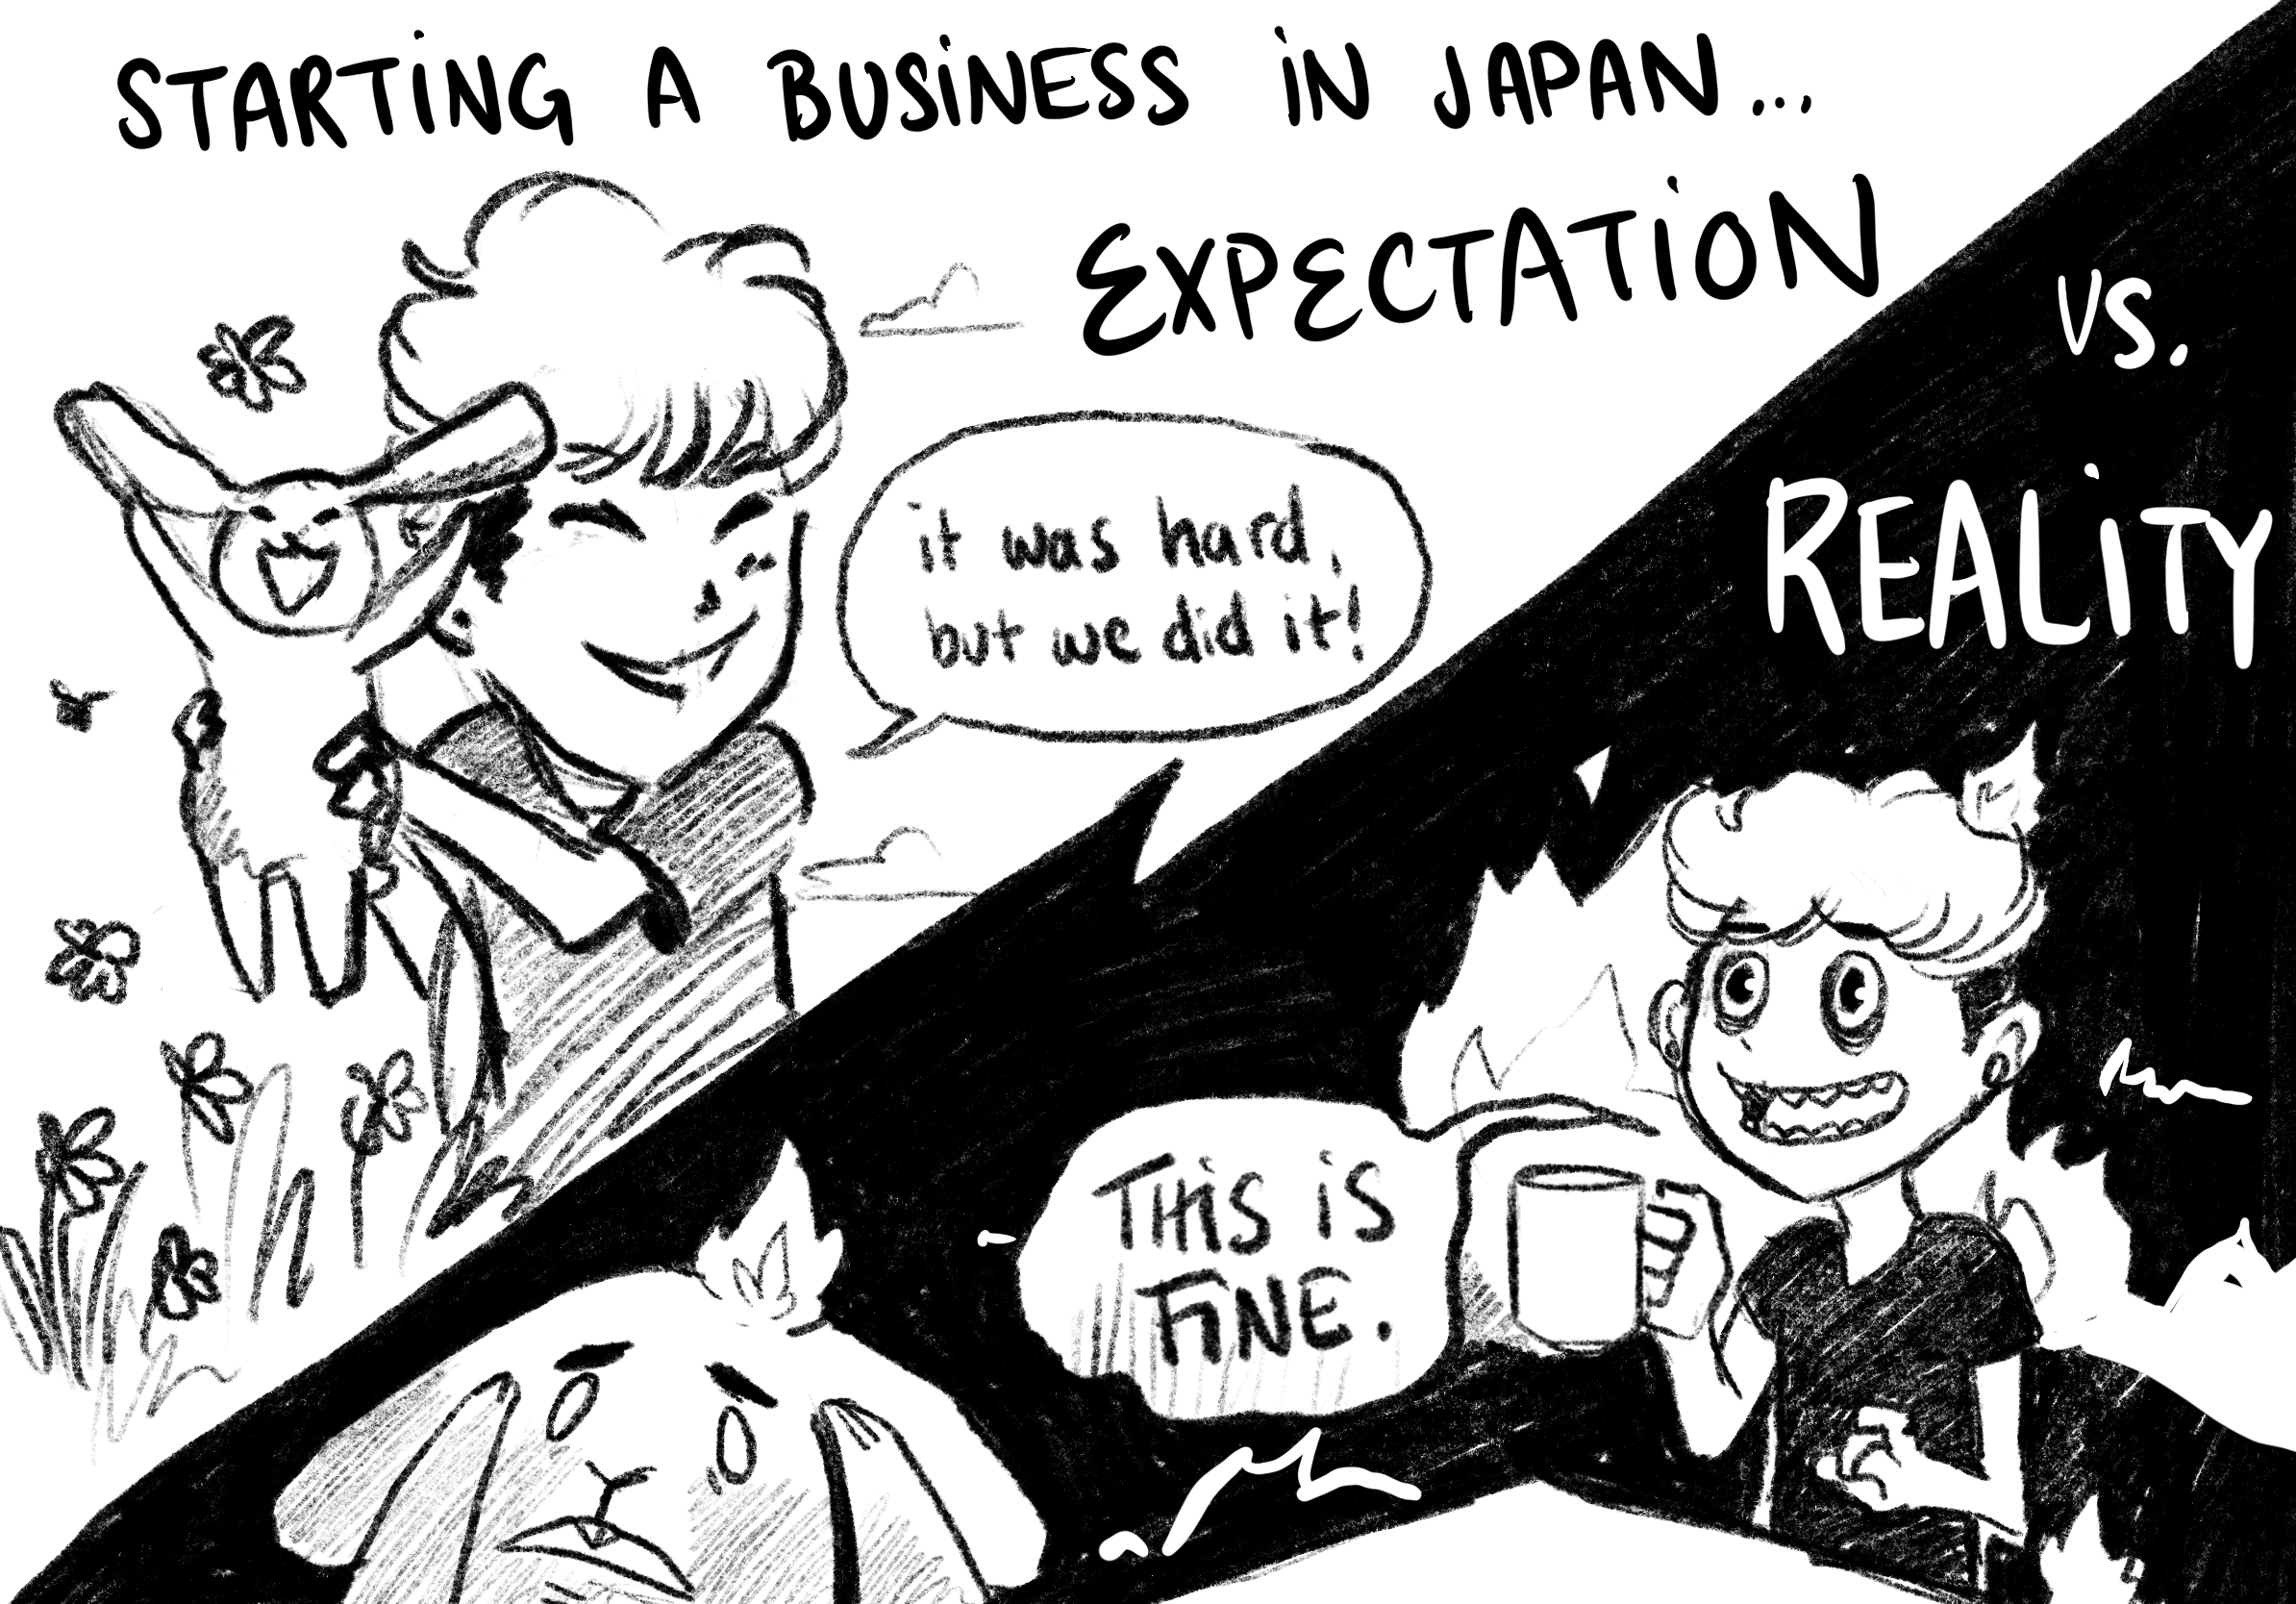 STARTING A BUSINESS IN JAPAN...
EXPECTATION
VS.
REALITY
it was hard,
but we did it!
THIS IS
FINE.